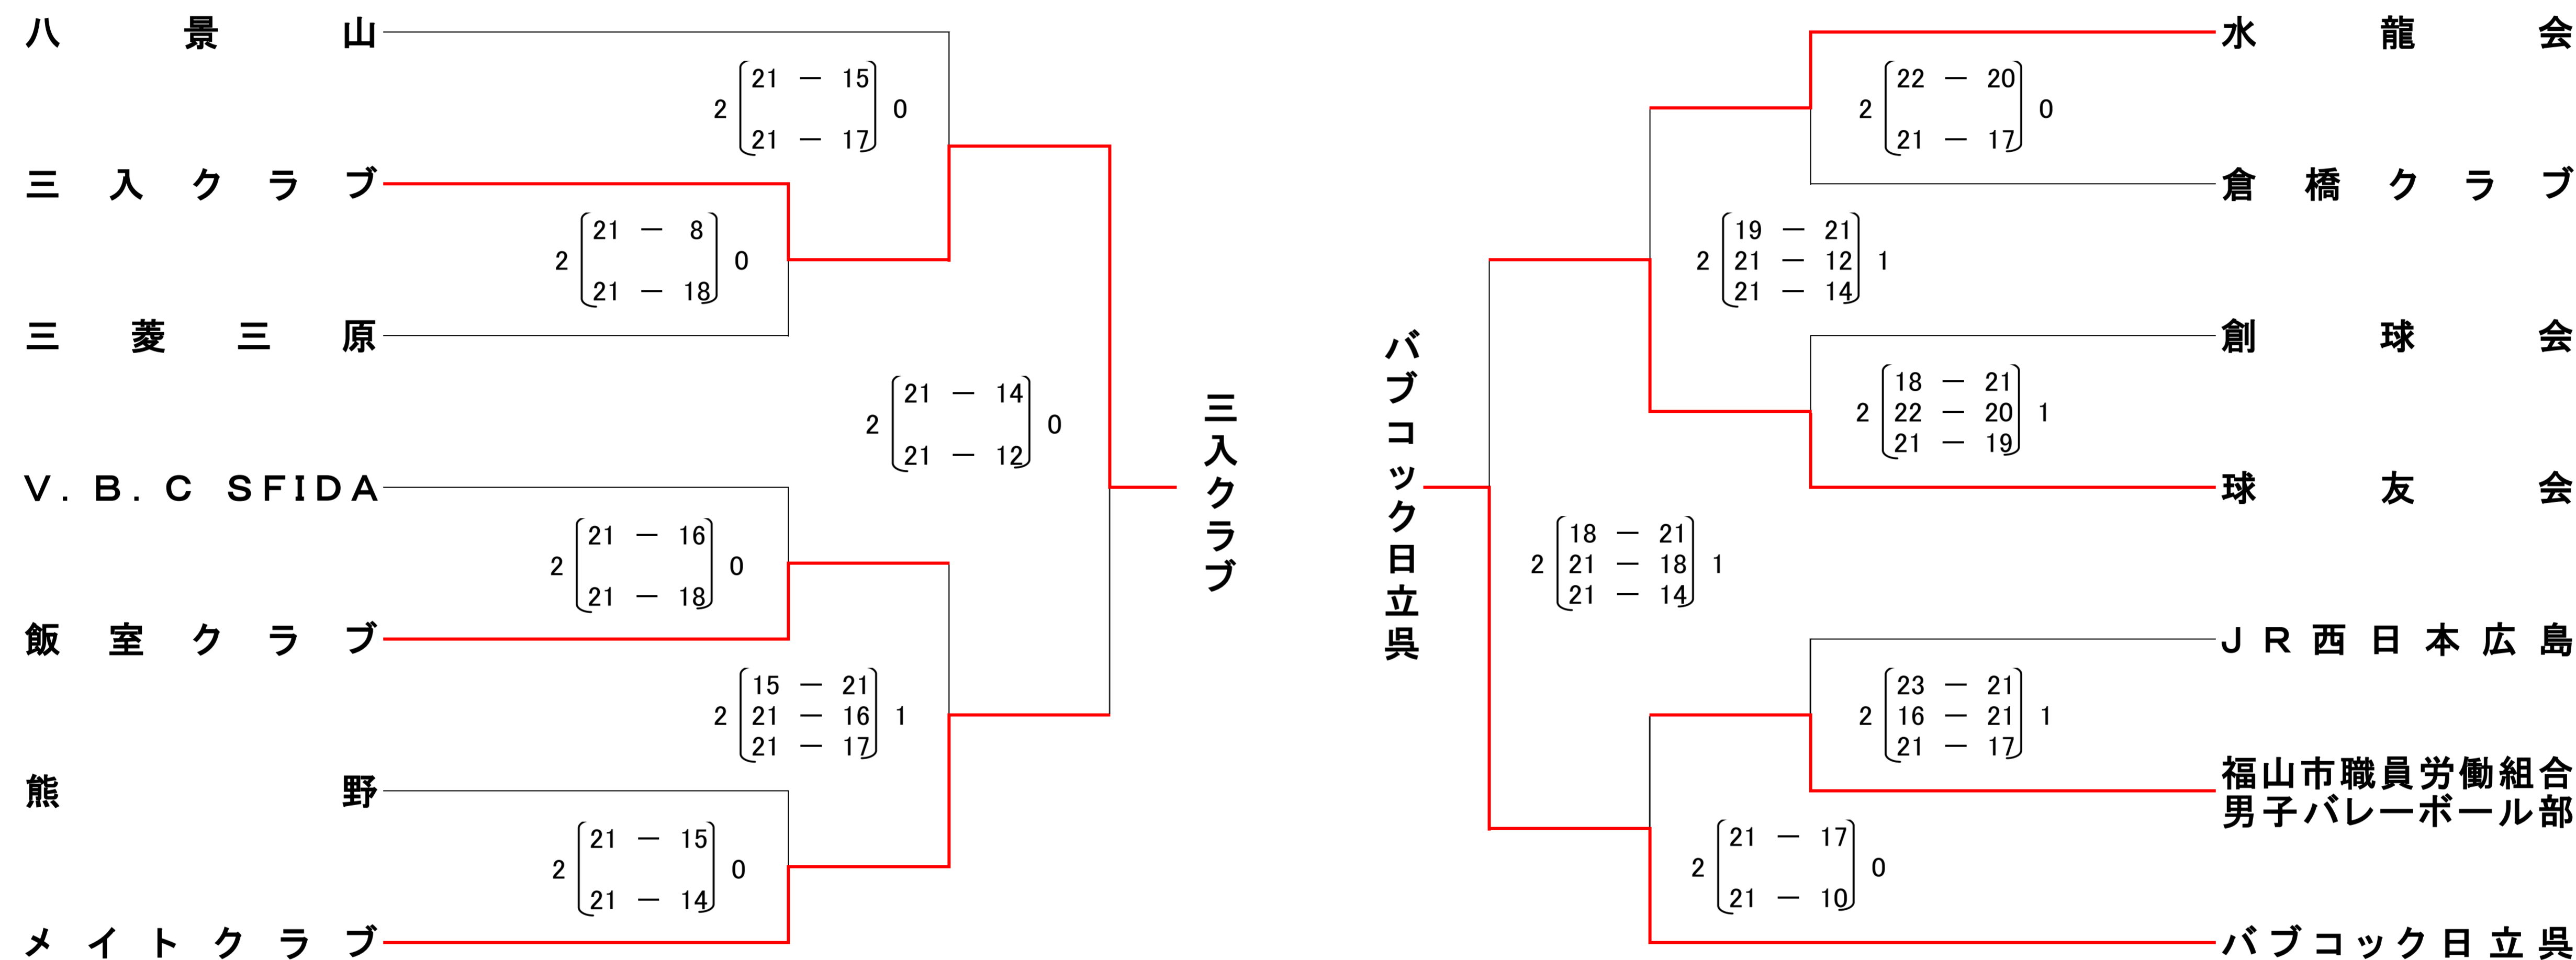 八景山
三入クラブ
三菱三原
V.B.C SFIDA
飯室クラブ
熊野
メイトクラブ
21 − 15
2 0
21 − 17
21 − 8
2 0
21 − 18
21 − 14
2 0
21 − 12
21 − 16
2 0
21 − 18
15 − 21
2 21 − 16 1
21 − 17
21 − 15
2 0
21 − 14
三入クラブ
バブコック日立呉
22 − 20
2 0
21 − 17
19 − 21
2 21 − 12 1
21 − 14
18 − 21
2 22 − 20 1
21 − 19
18 − 21
2 21 − 18 1
21 − 14
23 − 21
2 16 − 21 1
21 − 17
21 − 17
2 0
21 − 10
水龍会
倉橋クラブ
創球会
球友会
JR西日本広島
福山市職員労働組合
男子バレーボール部
バブコック日立呉